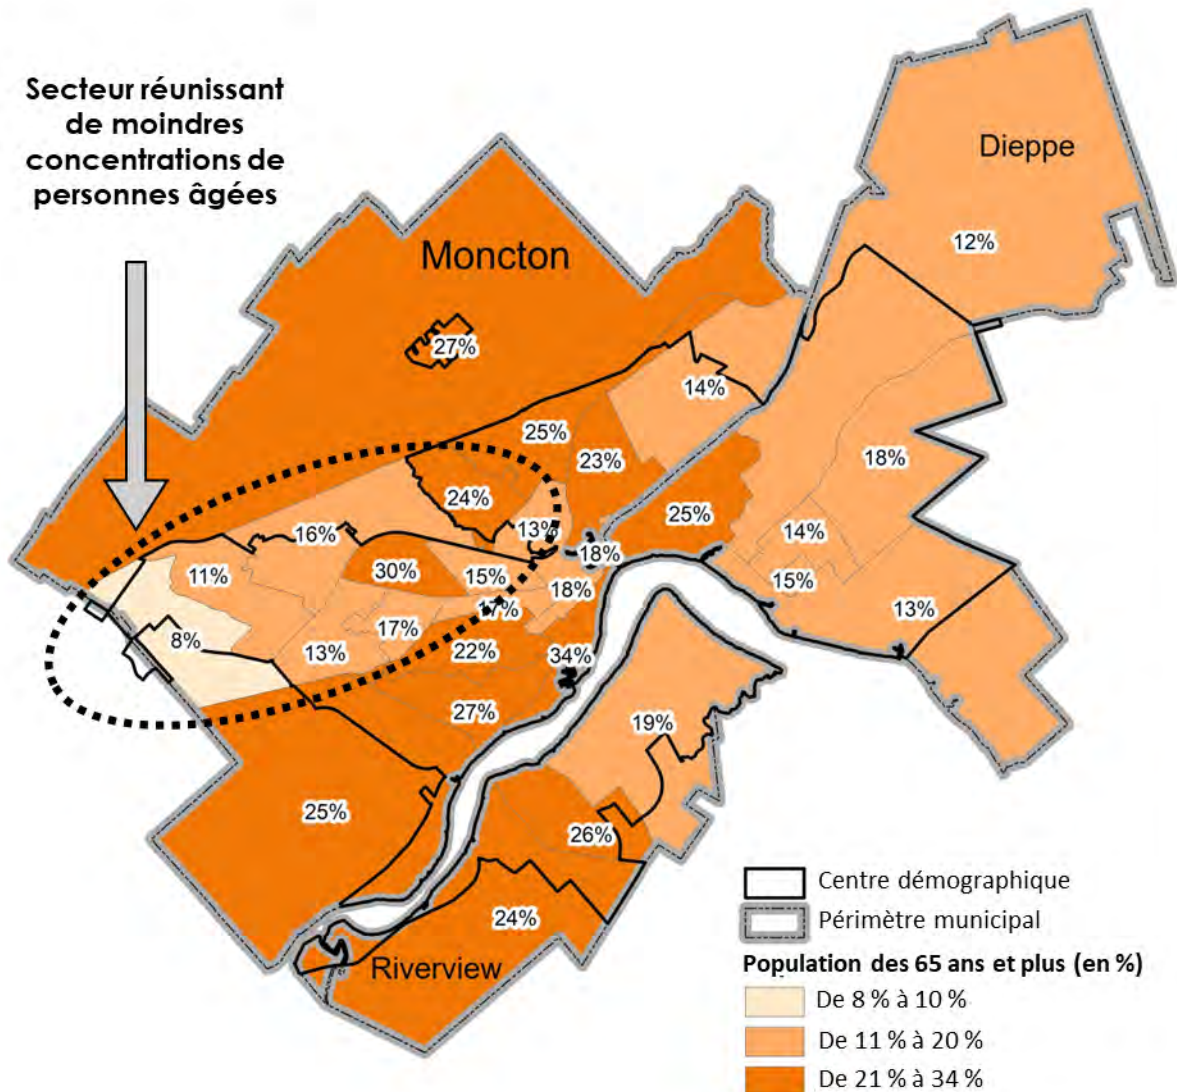 Secteur réunissant
de moindres
concentrations de
personnes âgées
Dieppe
12%
Moncton
27%
14%
25%
23%
18%
24%
25%
13%
14%
16%
18%
11%
30%
15%
18%
15%
17%
13%
8%
17%
13%
22%
34%
27%
19%
25%
26%
24%
Riverview
Centre démographique
Périmètre municipal
Population des 65 ans et plus (en %)
De 8 % à 10 %
De 11 % à 20 %
De 21 % à 34 %